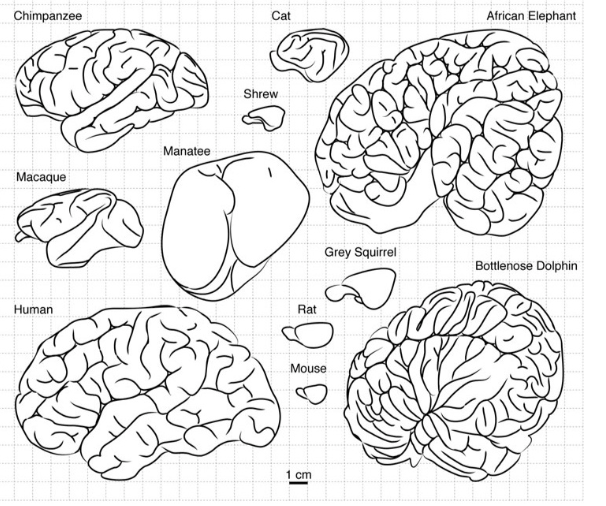 Chimpanzee
Cat
African Elephant
Shrew
Manatee
Macaque
Grey Squirrel
Bottlenose Dolphin
Human
Rat
Mouse
1 cm